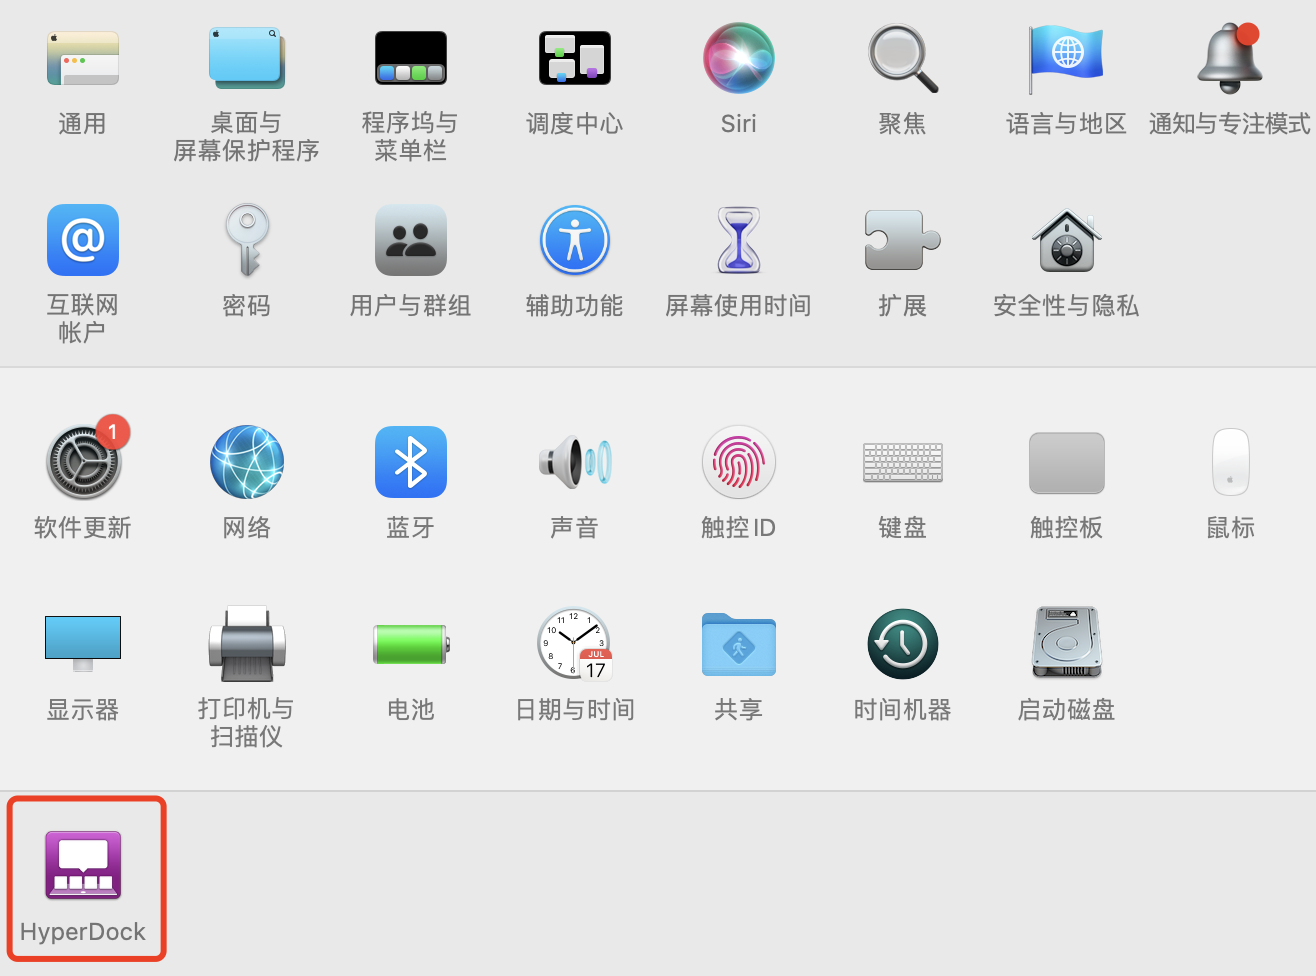 通用
桌面与
屏幕保护程序
程序坞与
菜单栏
调度中心
Siri
聚焦
语言与地区
通知与专注模式
@
互联网
帐户
密码
用户与群组
辅助功能
屏幕使用时间
扩展
安全性与隐私
1
软件更新
网络
蓝牙
声音
触控 ID
键盘
触控板
鼠标
显示器
打印机与
扫描仪
电池
12
11
1
10
2
9
3
8
7
6
JUL
17
日期与时间
共享
时间机器
启动磁盘
HyperDock